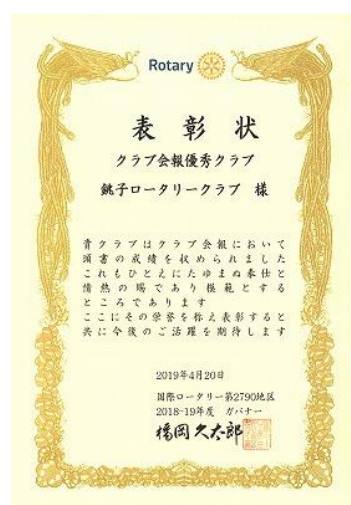 Rotary
表彰状
クラブ会報優秀クラブ
銚子ロータリークラブ 様
貴クラブはクラブ会報において
頭書の成績を収められました
これもひとえにたゆまぬ奉仕と
情熱の賜であり模範とする
ところであります
ここにその栄誉を称え表彰すると
共に今後のご活躍を期待します
2019年4月20日
国際ロータリー第2790地区
2018-19年度 ガバナー
橋岡久太郎